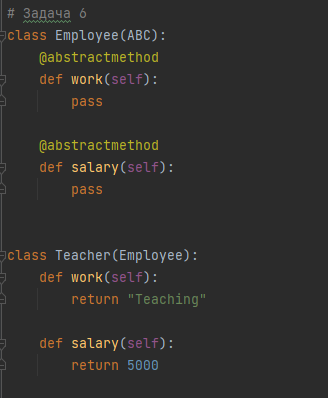 # Задача 6
class Employee(ABC):
    @abstractmethod
    def work(self):
        pass

    @abstractmethod
    def salary(self):
        pass


class Teacher(Employee):
    def work(self):
        return "Teaching"

    def salary(self):
        return 5000